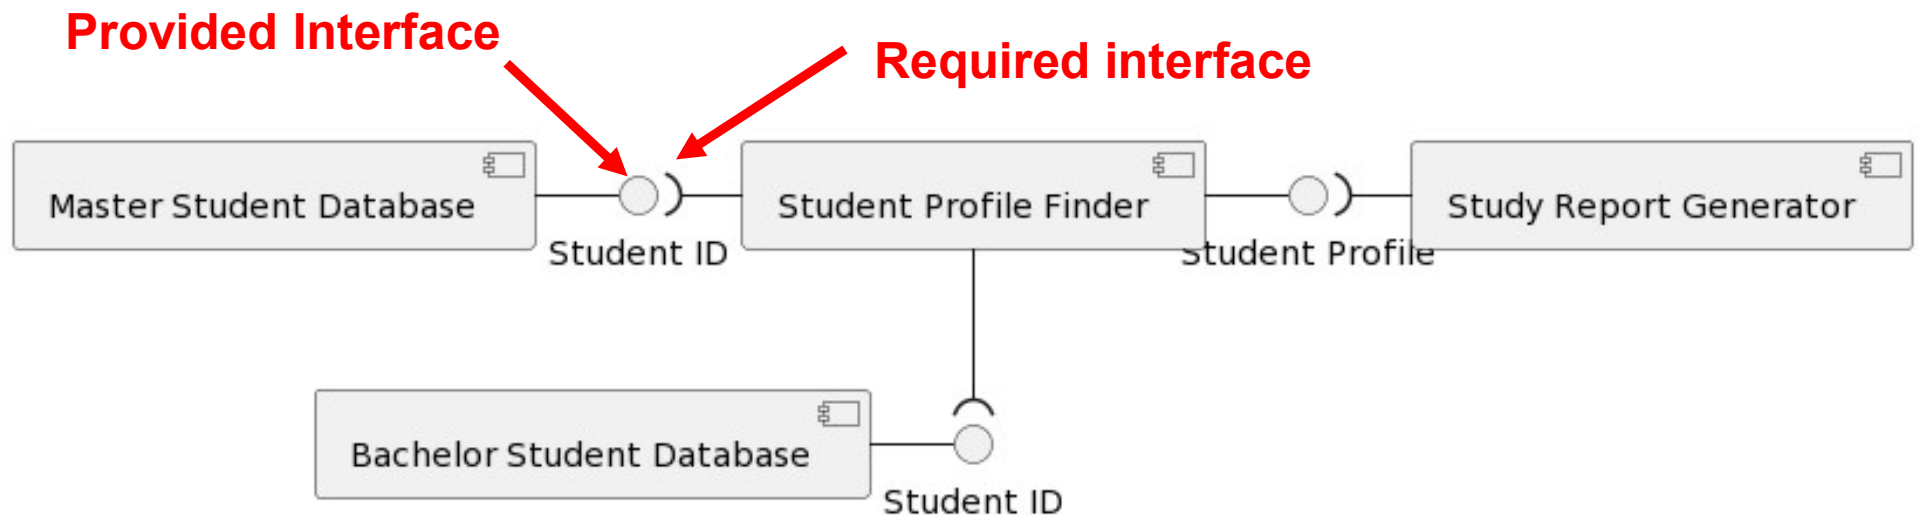 Provided Interface
Required interface
Master Student Database
Student ID
Student Profile Finder
Student Profile
Study Report Generator
Bachelor Student Database
Student ID